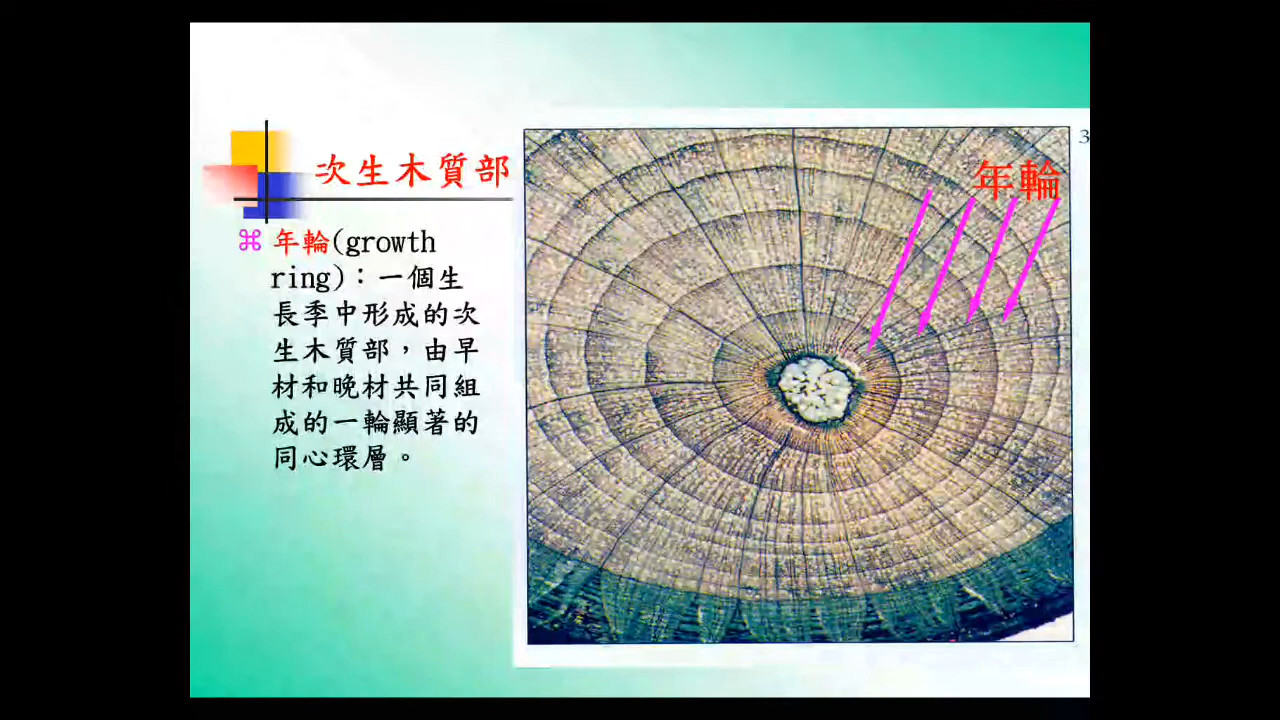 次生木質部
⌘ 年輪(growth
ring)：一個生
長季中形成的次
生木質部，由早
材和晚材共同組
成的一輪顯著的
同心環層。
年輪
3